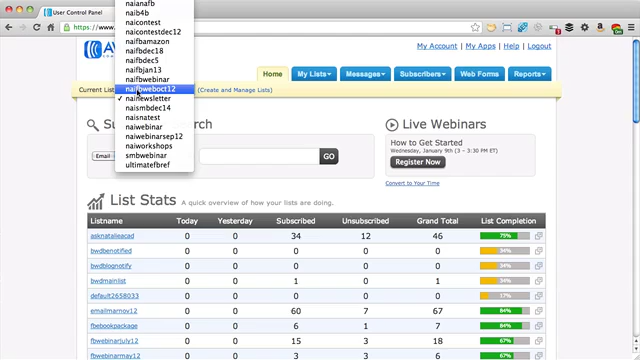 User Control Panel
https://www.a
Amazon
Google
naianafb
naib4b
naicontest
naicontestdec12
naifbamazon
naifbdec18
naifbdec5
naifbjan13
naifbwebinar
naifbweboct12
✓ nainewsletter
naismbdec14
naisnatest
naiwebinar
naiwebinarsep12
naiworkshops
smbwebinar
ultimatefbref
My Account | My Apps | Help | Logout
Home My Lists Messages Reports Web Forms
Current List (Create and Manage Lists)
Su search
Email GO
Live Webinars
How to Get Started
Wednesday, January 9th (3 – 3:30 PM ET)
Register Now
Convert to Your Time
List Stats A quick overview of how your lists are doing.
Listname Today Yesterday Subscribed Unsubscribed Grand Total List Completion
asknatalieacad 0 0 34 12 46 75%
bwdbenotified 0 0 0 0 0 34%
bwdblognotify 0 0 0 0 0 34%
bwdmainlist 0 0 1 0 1 34%
default2658033 0 0 0 0 0 17%
emailmarnov12 0 0 60 7 67 84%
fbebookpackage 0 0 6 1 7 84%
fbwebinarjuly12 0 0 15 3 18 67%
fbwebinarmay12 0 0 11 67%